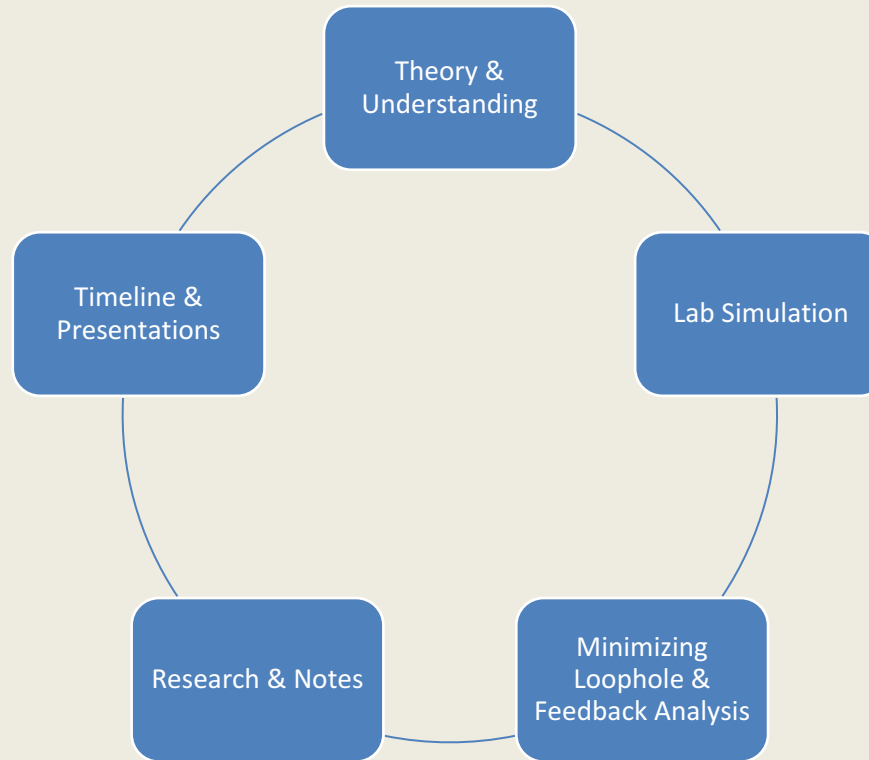 Theory &
Understanding
Lab Simulation
Minimizing
Loophole &
Feedback Analysis
Research & Notes
Timeline &
Presentations